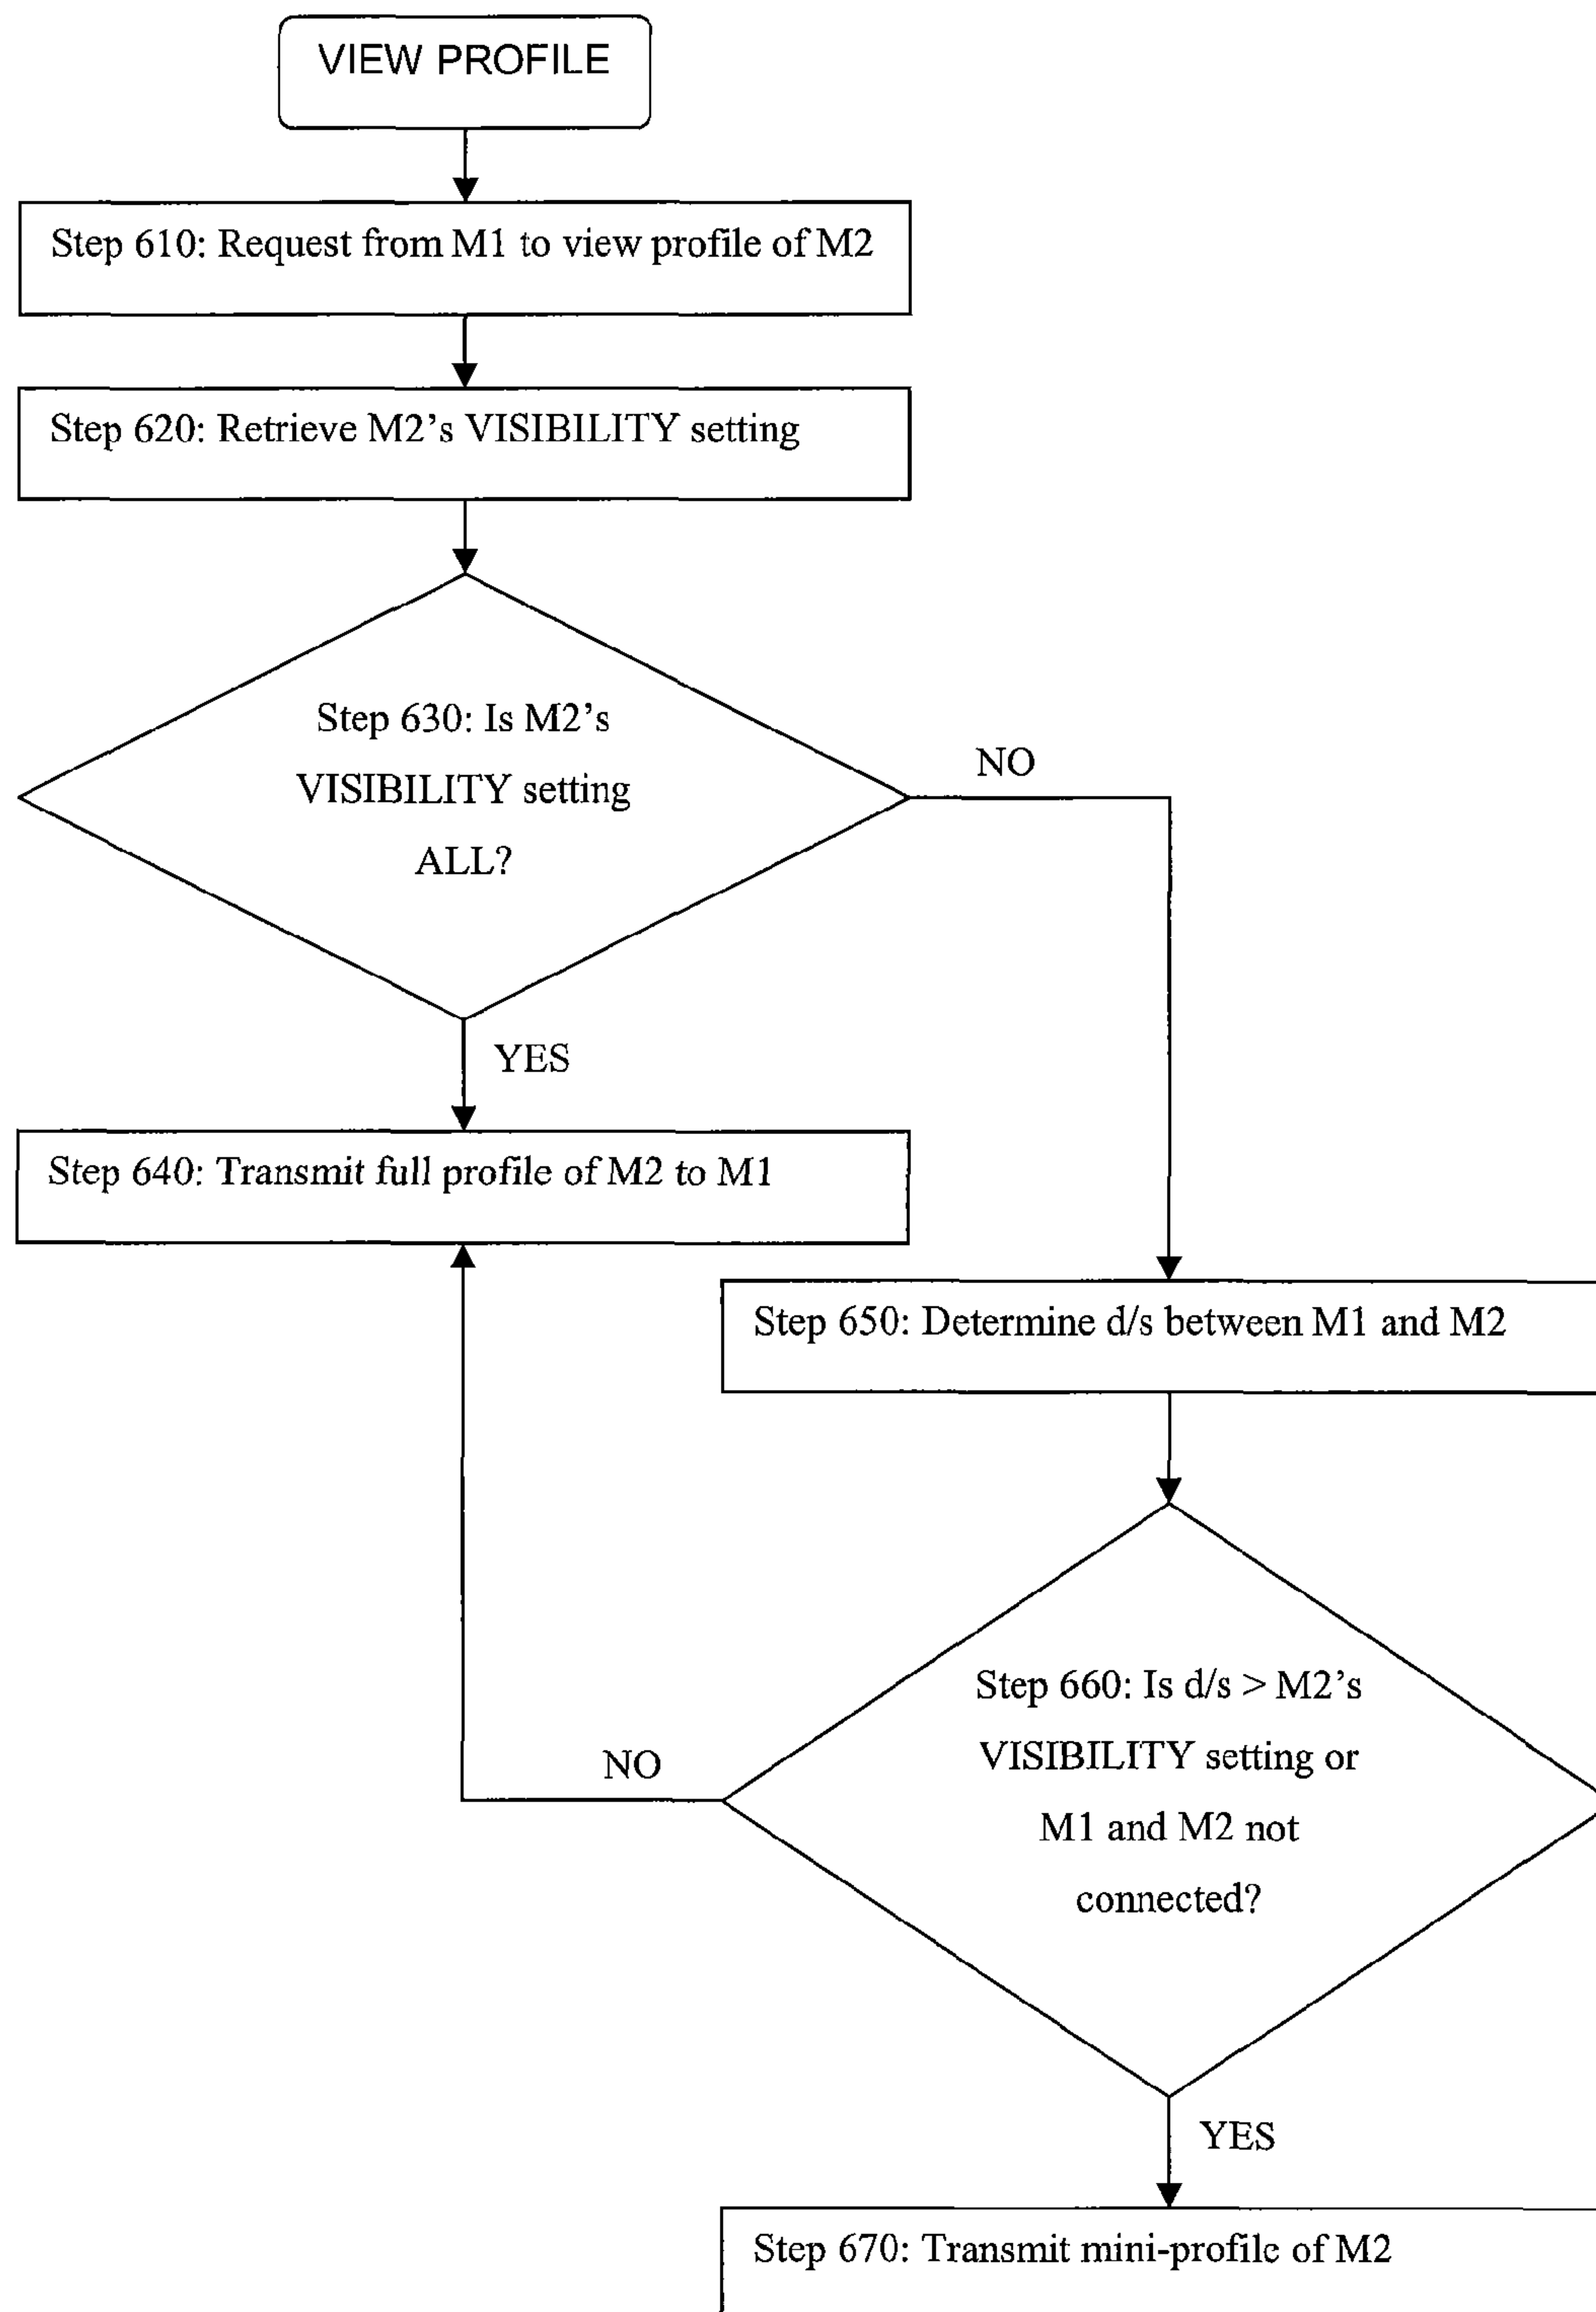 VIEW PROFILE
Step 610: Request from M1 to view profile of M2
Step 620: Retrieve M2's VISIBILITY setting
Step 630: Is M2's
VISIBILITY setting
ALL?
NO
YES
Step 640: Transmit full profile of M2 to M1
Step 650: Determine d/s between M1 and M2
Step 660: Is d/s > M2's
VISIBILITY setting or
M1 and M2 not
connected?
NO
YES
Step 670: Transmit mini-profile of M2